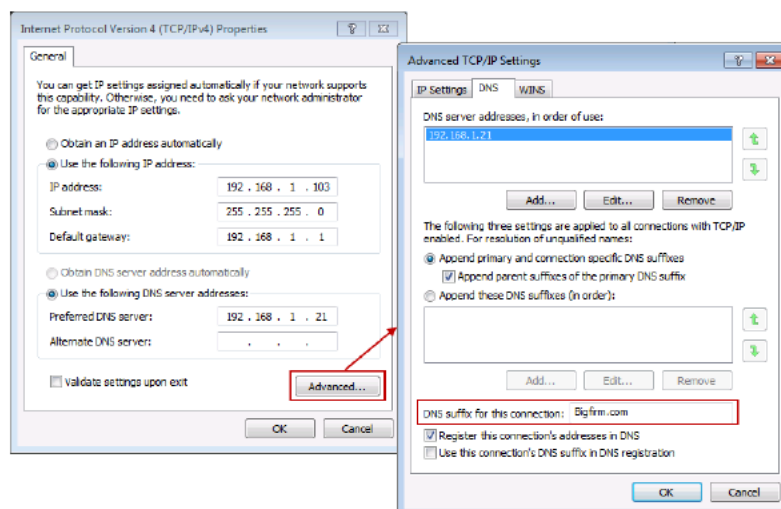 Internet Protocol Version 4 (TCP/IPv4) Properties
General
You can get IP settings assigned automatically if your network supports
this capability. Otherwise, you need to ask your network administrator
for the appropriate IP settings.
Obtain an IP address automatically
Use the following IP address:
IP address: 192 . 168 . 1 . 103
Subnet mask: 255 . 255 . 255 . 0
Default gateway: 192 . 168 . 1 . 1
Obtain DNS server address automatically
Use the following DNS server addresses:
Preferred DNS server: 192 . 168 . 1 . 21
Alternate DNS server: . . .
Validate settings upon exit
Advanced...
OK Cancel
Advanced TCP/IP Settings
IP Settings DNS WINS
DNS server addresses, in order of use:
192.168.1.21
Add... Edit... Remove
The following three settings are applied to all connections with TCP/IP
enabled. For resolution of unqualified names:
Append primary and connection specific DNS suffixes
Append parent suffixes of the primary DNS suffix
Append these DNS suffixes (in order):
Add... Edit... Remove
DNS suffix for this connection: Bigfirm.com
Register this connection's addresses in DNS
Use this connection's DNS suffix in DNS registration
OK Cancel